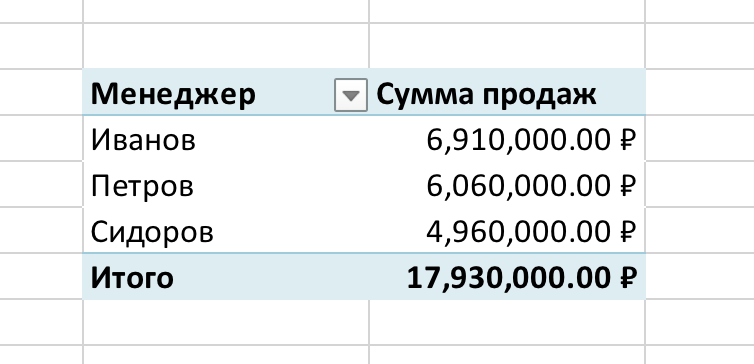 Менеджер Сумма продаж
Иванов 6,910,000.00 ₽
Петров 6,060,000.00 ₽
Сидоров 4,960,000.00 ₽
Итого 17,930,000.00 ₽